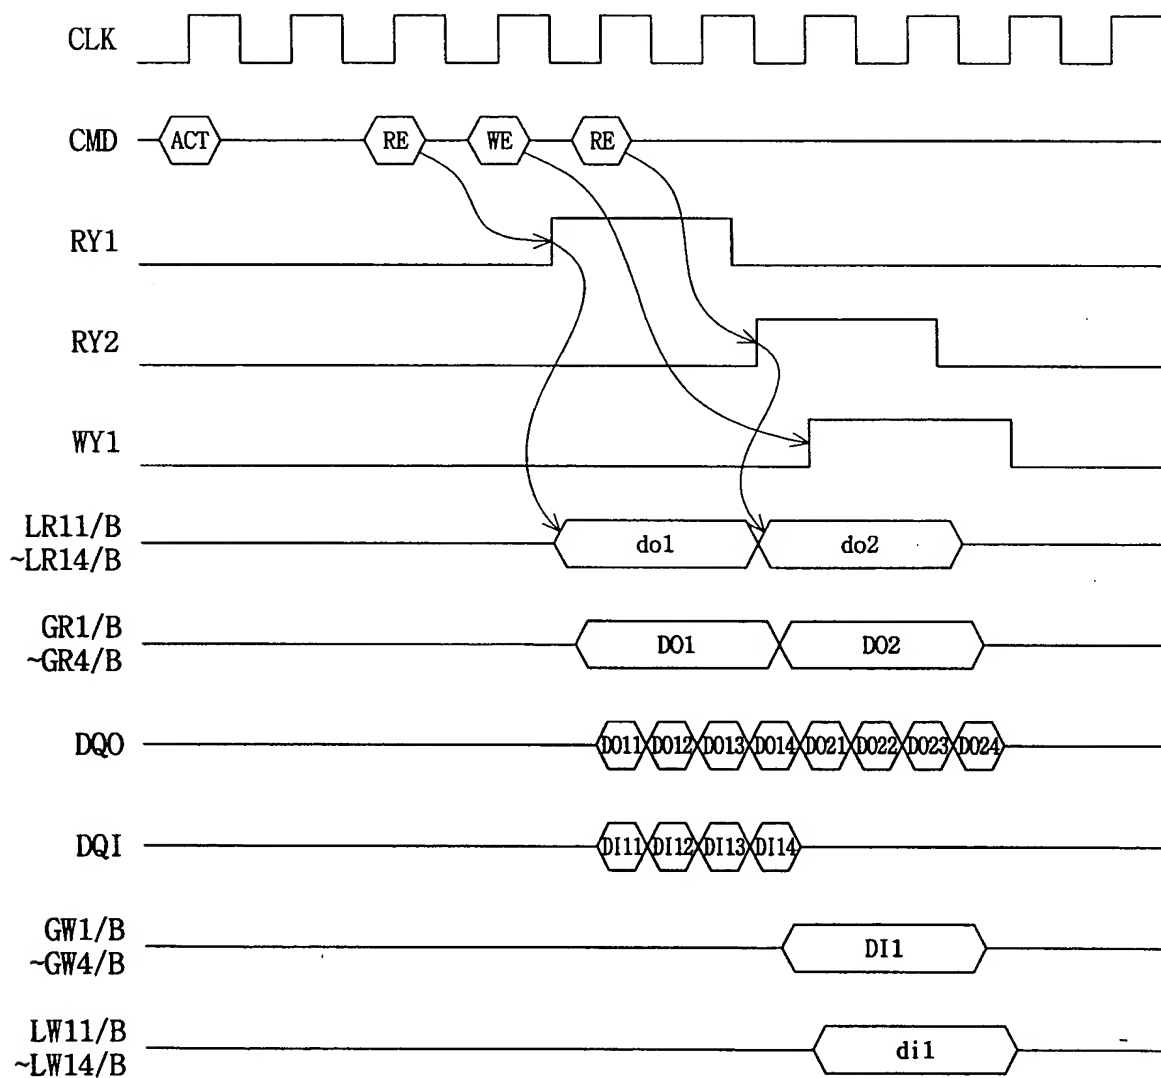 CLK
CMD ACT RE WE RE
RY1
RY2
WY1
LR11/B
~LR14/B do1 do2
GR1/B
~GR4/B DO1 DO2
DQO DO11 DO12 DO13 DO14 DO21 DO22 DO23 DO24
DQI DI11 DI12 DI13 DI14
GW1/B
~GW4/B DI1
LW11/B
~LW14/B di1